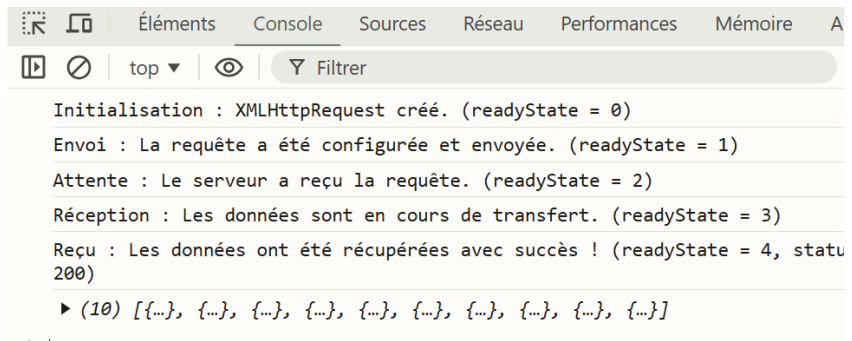 Éléments Console Sources Réseau Performances Mémoire A
top Filtrer
Initialisation : XMLHttpRequest créé. (readyState = 0)
Envoi : La requête a été configurée et envoyée. (readyState = 1)
Attente : Le serveur a reçu la requête. (readyState = 2)
Réception : Les données sont en cours de transfert. (readyState = 3)
Reçu : Les données ont été récupérées avec succès ! (readyState = 4, statu
200)
(10) [{…}, {…}, {…}, {…}, {…}, {…}, {…}, {…}, {…}, {…}]